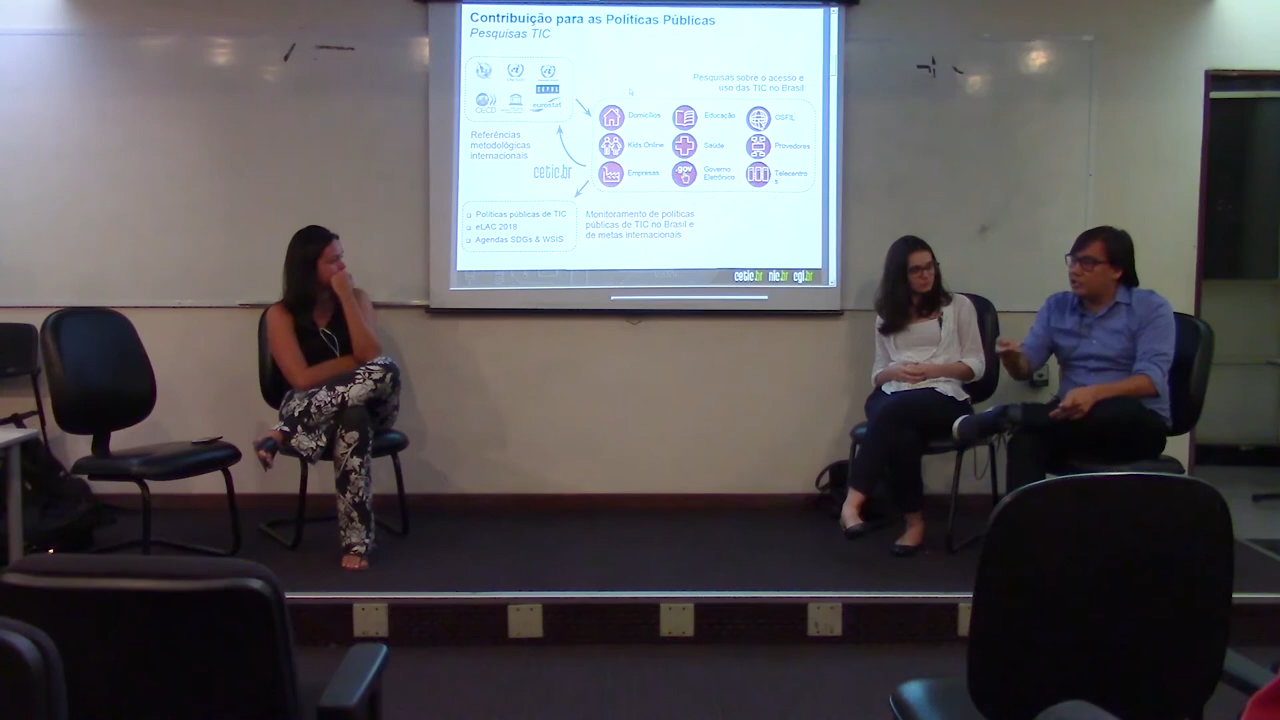 Contribuição para as Políticas Públicas
Pesquisas TIC
Pesquisas sobre o acesso e
uso das TIC no Brasil
OECD
eurostat
Domicílios
Educação
OSFIL
Referências
metodológicas
internacionais
Kids Online
Saúde
Provedores
cetic.br
Empresas
.gov
Governo
Eletrônico
Telecentro
s
Políticas públicas de TIC
eLAC 2018
Agendas SDGs & WSIS
Monitoramento de políticas
públicas de TIC no Brasil e
de metas internacionais
cetic.br nic.br cgi.br